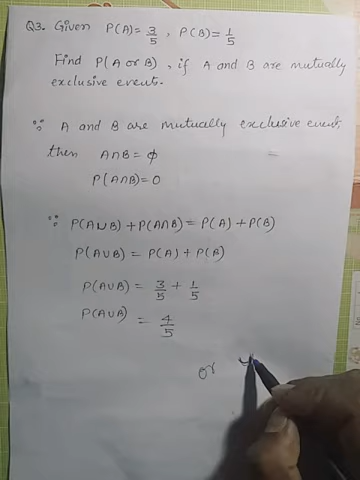 Q3. Given P(A)= 3/5 , P(B)= 1/5
Find P(A or B), if A and B are mutually
exclusive events.
∵ A and B are mutually exclusive events,
then A∩B = ϕ =
P(A∩B)=0
∵ P(A∪B) + P(A∩B) = P(A) + P(B)
P(A∪B) = P(A) + P(B)
P(A∪B) = 3/5 + 1/5
P(A∪B) = 4/5
or